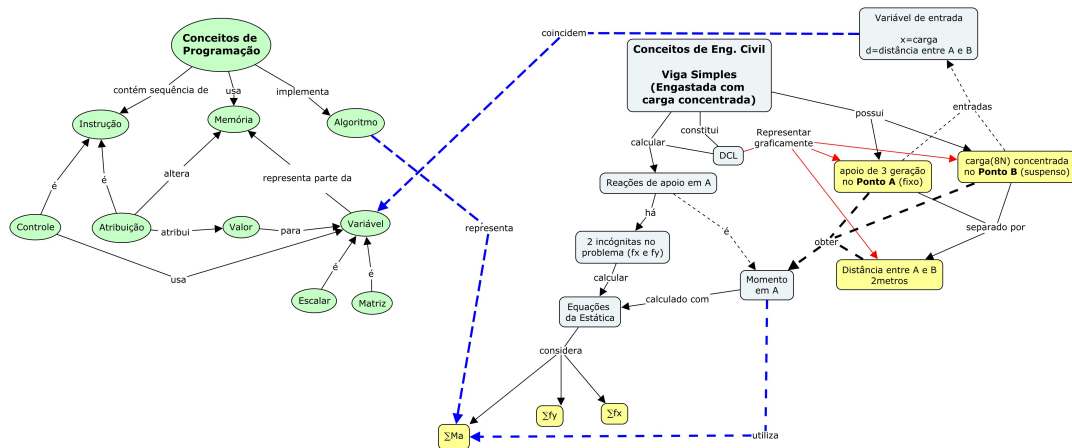 Conceitos de
Programação
contém sequência de
usa
implementa
Instrução
Memória
Algoritmo
é
é
altera
representa parte da
Controle
Atribuição
atribui
Valor
para
Variável
usa
é
é
Escalar
Matriz
coincidem
representa
Conceitos de Eng. Civil
Viga Simples
(Engastada com
carga concentrada)
Variável de entrada
x=carga
d=distância entre A e B
entradas
possui
calcular
constitui
DCL
Representar
graficamente
apoio de 3 geração
no Ponto A (fixo)
carga(8N) concentrada
no Ponto B (suspenso)
Reações de apoio em A
há
é
obter
separado por
2 incógnitas no
problema (fx e fy)
Distância entre A e B
2metros
calcular
Momento
em A
calculado com
Equações
da Estática
considera
∑Ma
∑fy
∑fx
utiliza